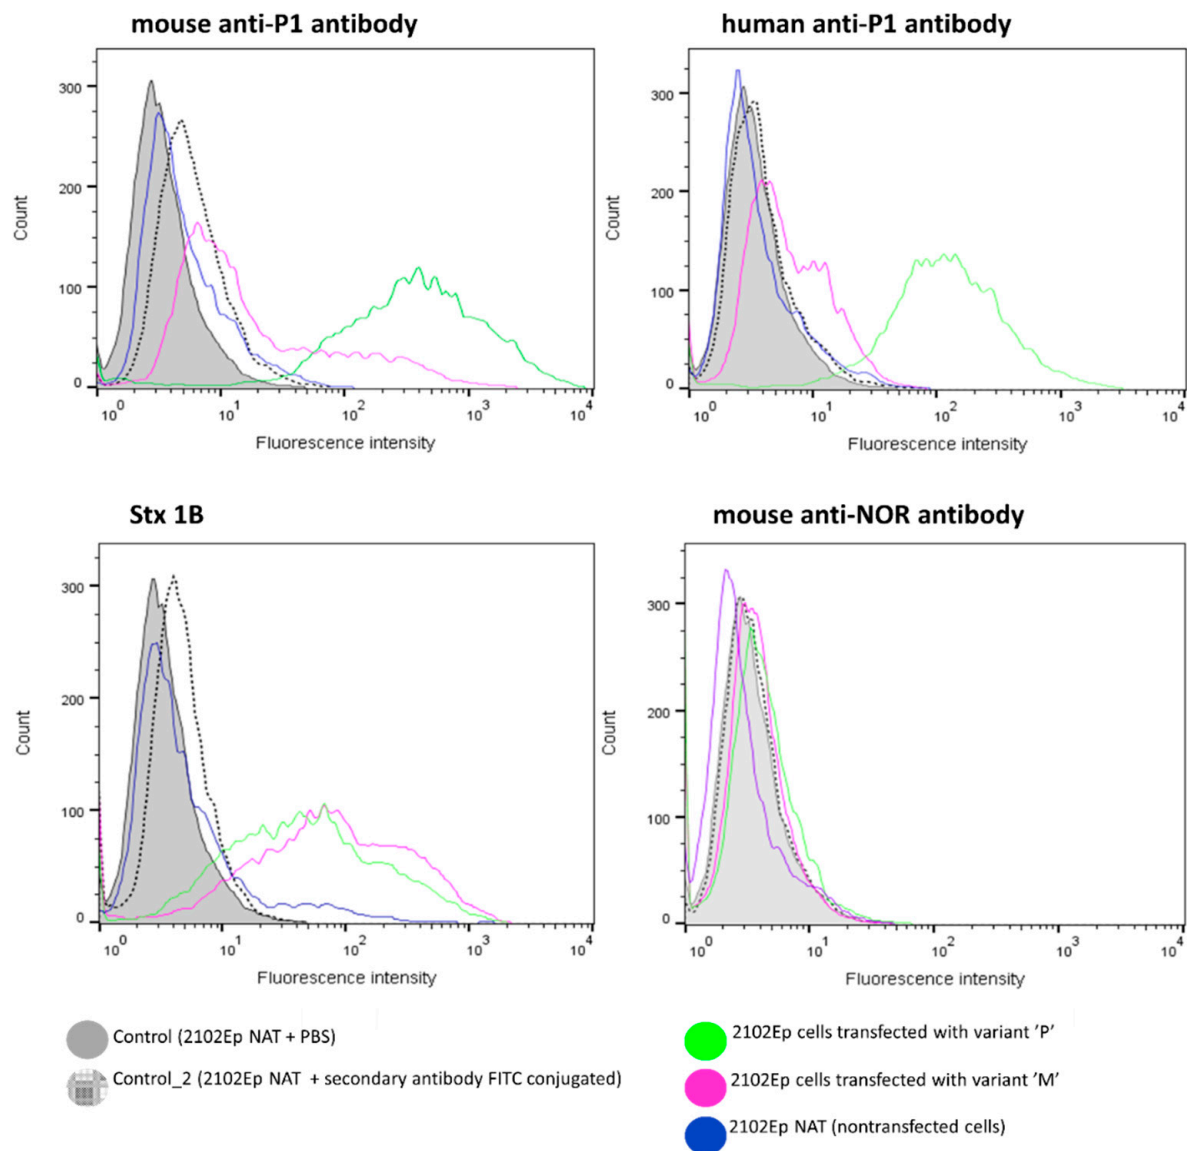 mouse anti-P1 antibody
human anti-P1 antibody
300
200
100
0
Count
10^0 10^1 10^2 10^3 10^4
Fluorescence intensity
300
200
100
0
Count
10^0 10^1 10^2 10^3 10^4
Fluorescence intensity
Stx 1B
mouse anti-NOR antibody
300
200
100
0
Count
10^0 10^1 10^2 10^3 10^4
Fluorescence intensity
300
200
100
0
Count
10^0 10^1 10^2 10^3 10^4
Fluorescence intensity
Control (2102Ep NAT + PBS)
Control_2 (2102Ep NAT + secondary antibody FITC conjugated)
2102Ep cells transfected with variant 'P'
2102Ep cells transfected with variant 'M'
2102Ep NAT (nontransfected cells)